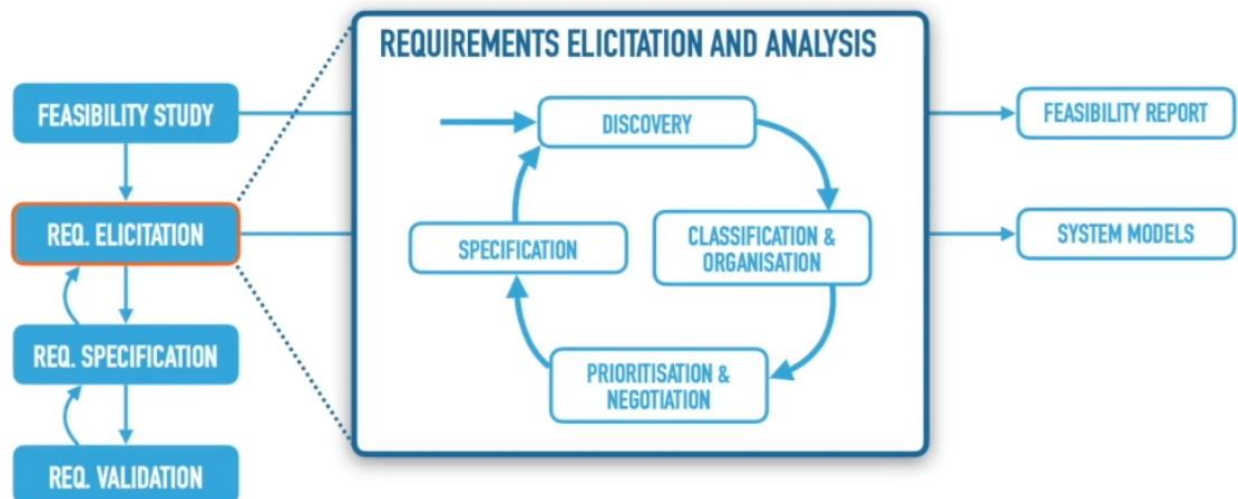 REQUIREMENTS ELICITATION AND ANALYSIS
FEASIBILITY STUDY
DISCOVERY
FEASIBILITY REPORT
REQ. ELICITATION
SPECIFICATION
CLASSIFICATION &
ORGANISATION
SYSTEM MODELS
REQ. SPECIFICATION
PRIORITISATION &
NEGOTIATION
REQ. VALIDATION